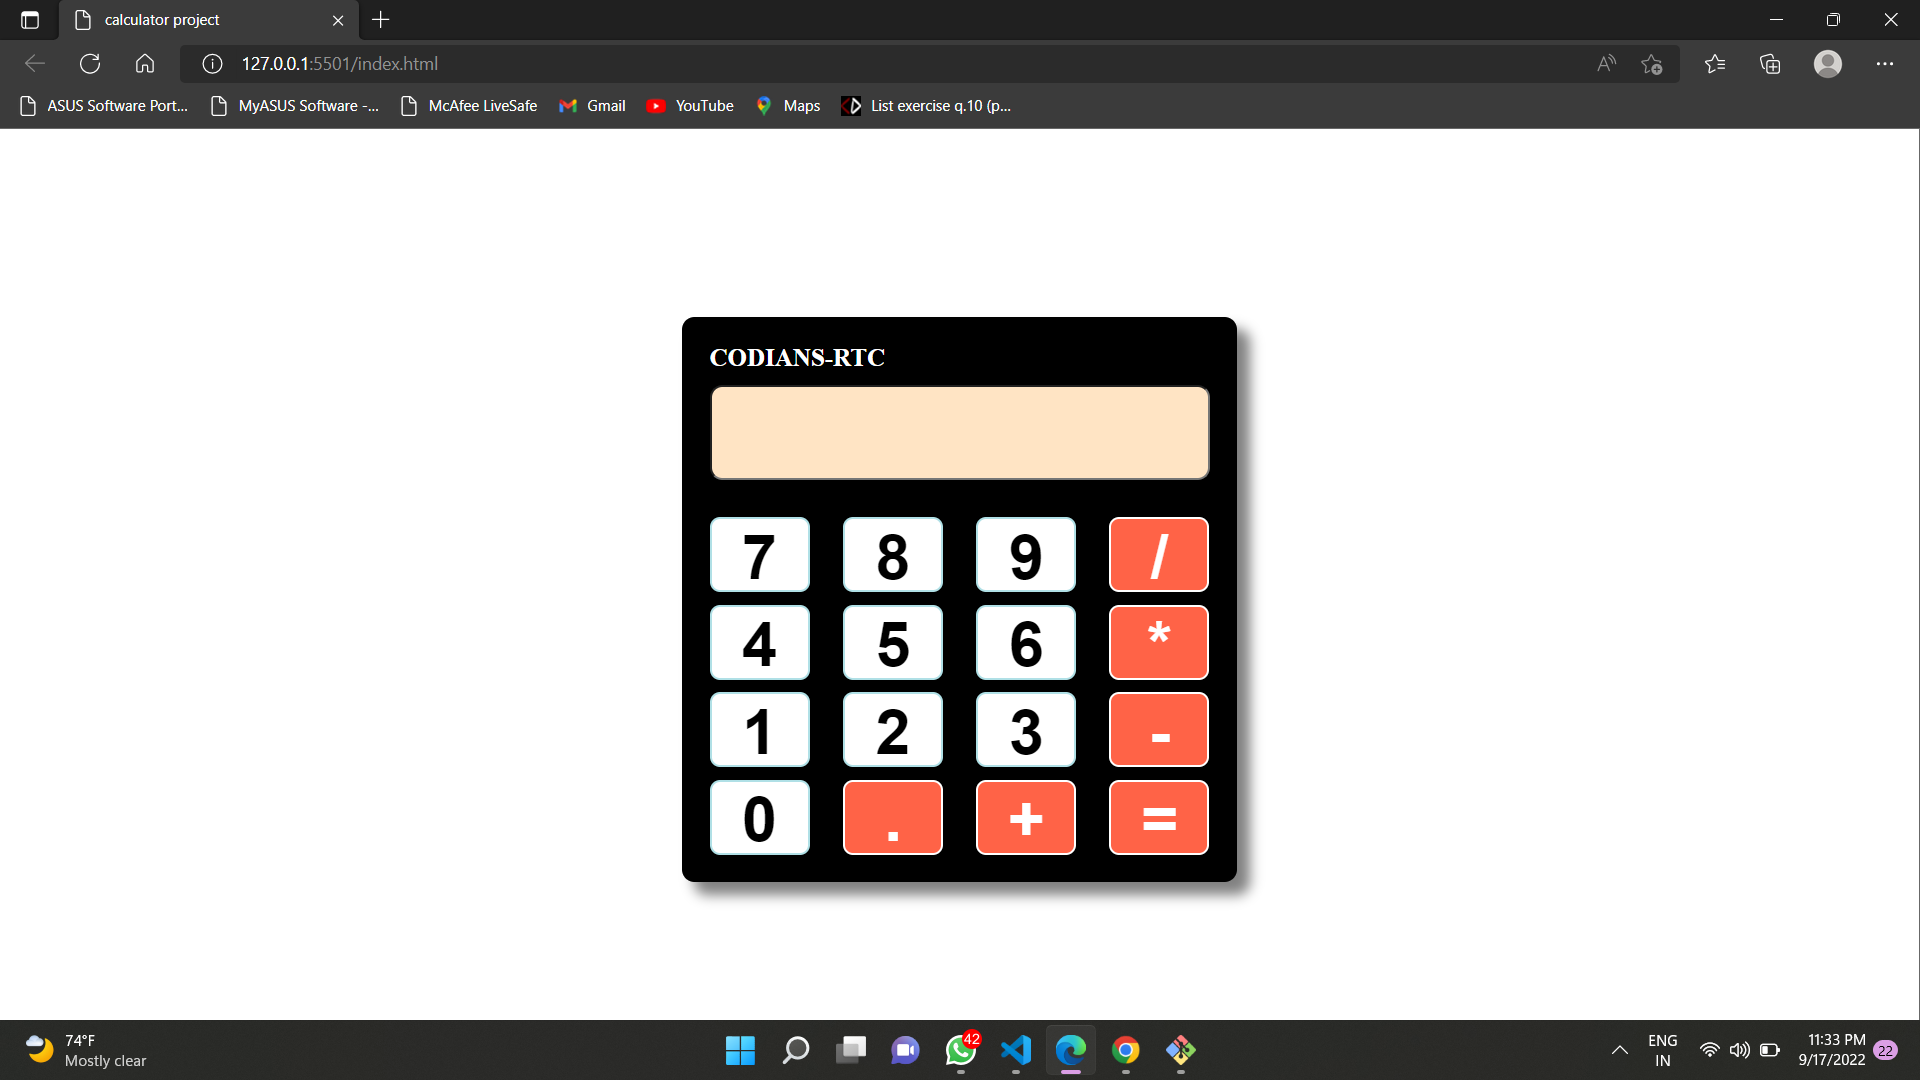 calculator project
127.0.0.1:5501/index.html
ASUS Software Port... MyASUS Software -... McAfee LiveSafe Gmail YouTube Maps List exercise q.10 (p...
CODIANS-RTC
7 8 9 /
4 5 6 *
1 2 3 -
0 . + =
74°F
Mostly clear
42
ENG
IN
11:33 PM
9/17/2022
22